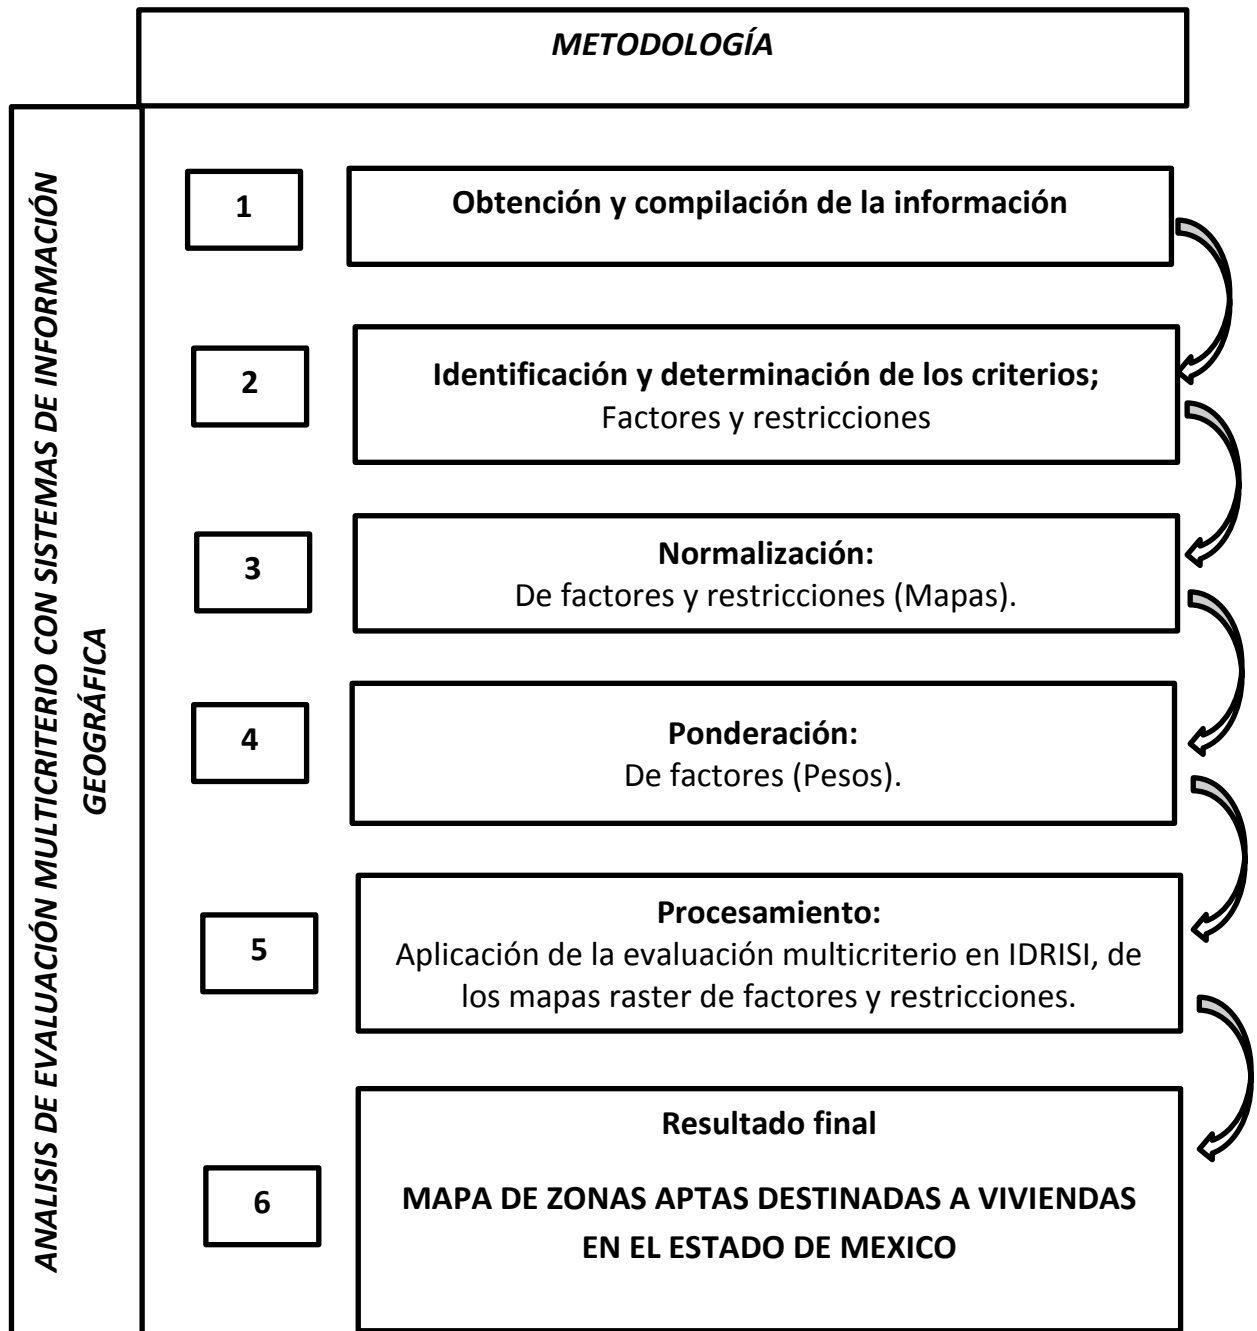 METODOLOGÍA
ANALISIS DE EVALUACIÓN MULTICRITERIO CON SISTEMAS DE INFORMACIÓN
GEOGRÁFICA
1
Obtención y compilación de la información
2
Identificación y determinación de los criterios;
Factores y restricciones
3
Normalización:
De factores y restricciones (Mapas).
4
Ponderación:
De factores (Pesos).
5
Procesamiento:
Aplicación de la evaluación multicriterio en IDRISI, de
los mapas raster de factores y restricciones.
6
Resultado final
MAPA DE ZONAS APTAS DESTINADAS A VIVIENDAS
EN EL ESTADO DE MEXICO